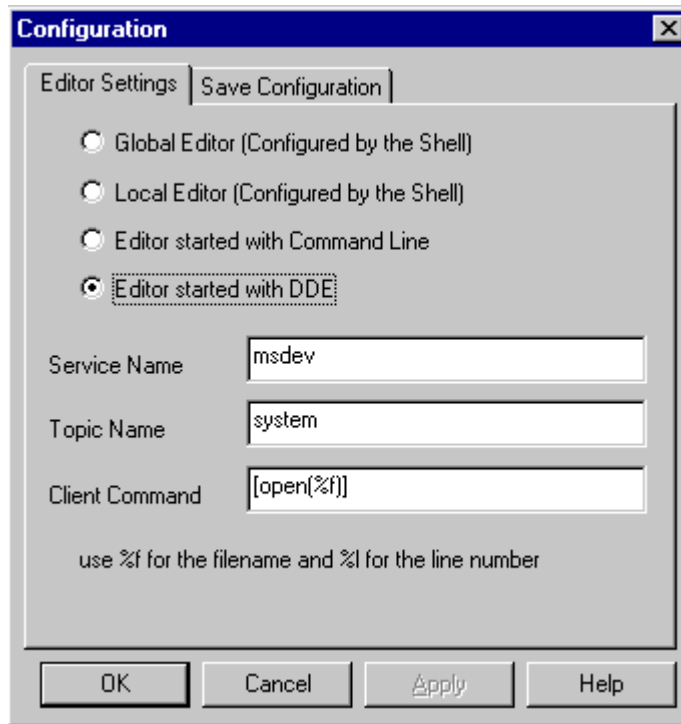 Configuration
Editor Settings
Save Configuration
Global Editor (Configured by the Shell)
Local Editor (Configured by the Shell)
Editor started with Command Line
Editor started with DDE
Service Name
msdev
Topic Name
system
Client Command
[open(%f)]
use %f for the filename and %l for the line number
OK
Cancel
Apply
Help